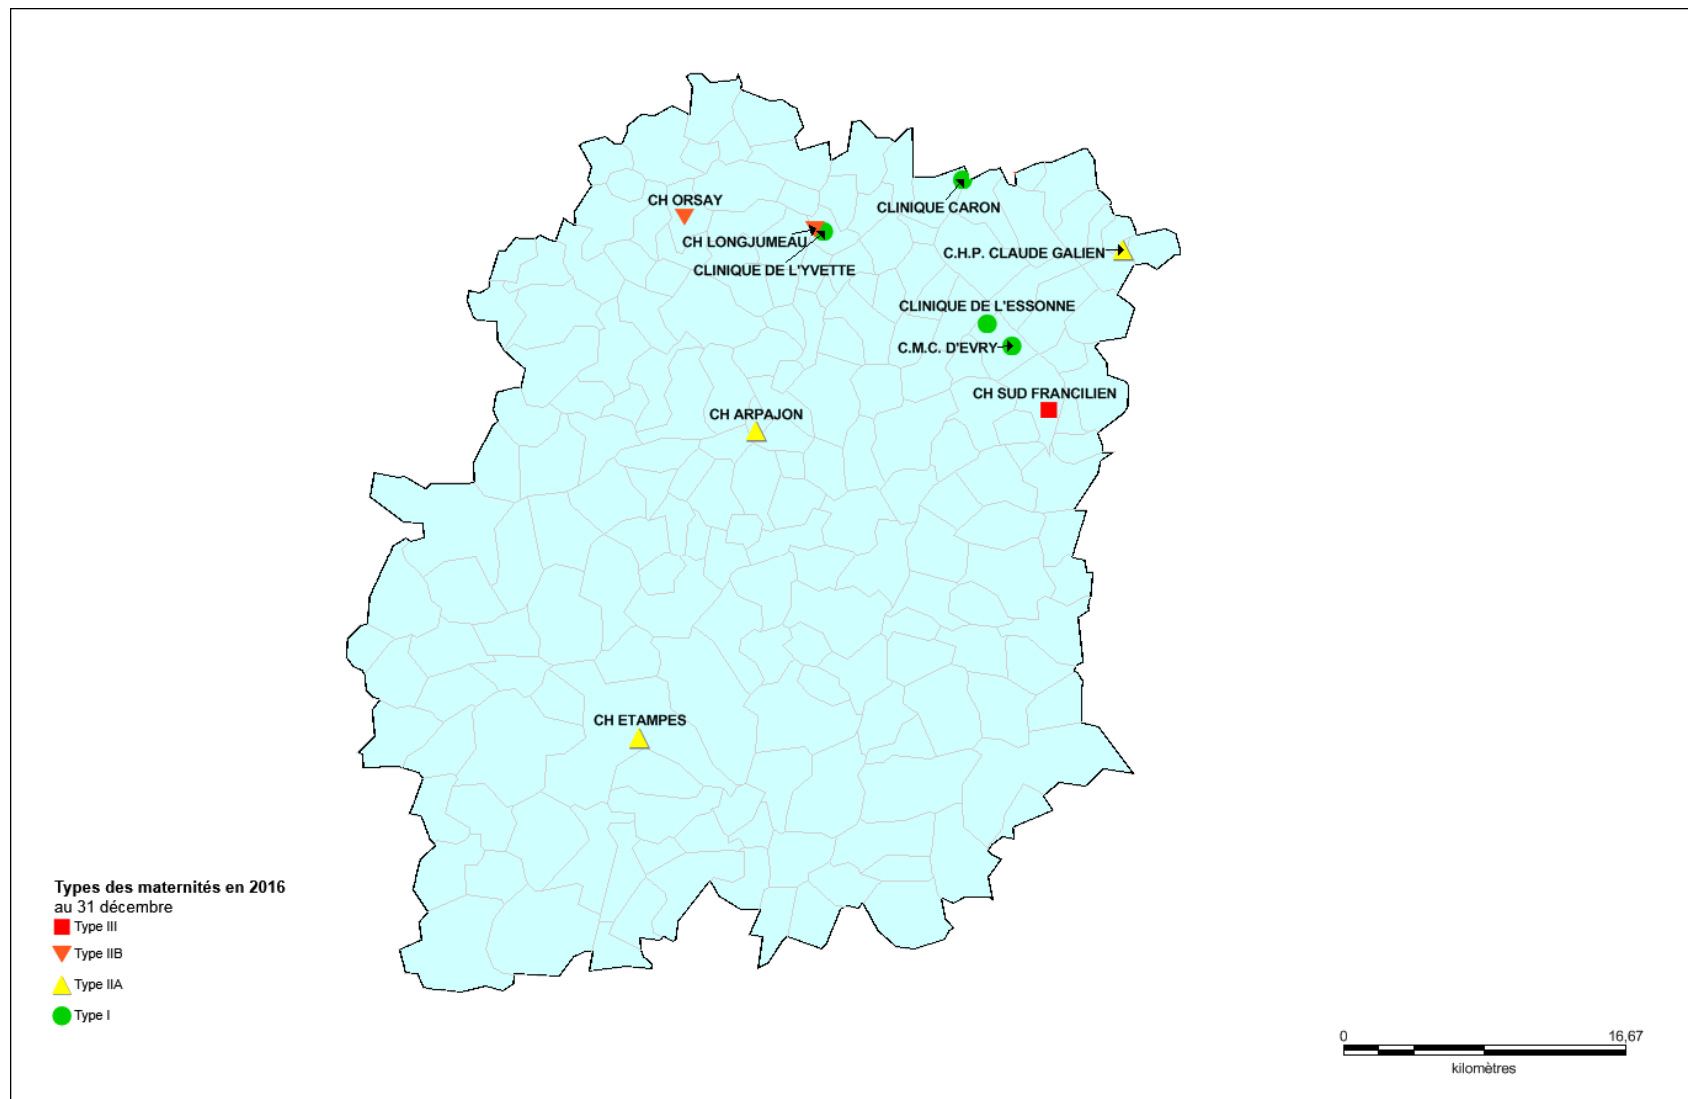 CH ORSAY
CLINIQUE CARON
CH LONGJUMEAU
C.H.P. CLAUDE GALIEN
CLINIQUE DE L'YVETTE
CLINIQUE DE L'ESSONNE
C.M.C. D'EVRY
CH SUD FRANCILIEN
CH ARPAJON
CH ETAMPES
Types des maternités en 2016
au 31 décembre
Type III
Type IIB
Type IIA
Type I
0 16,67
kilomètres